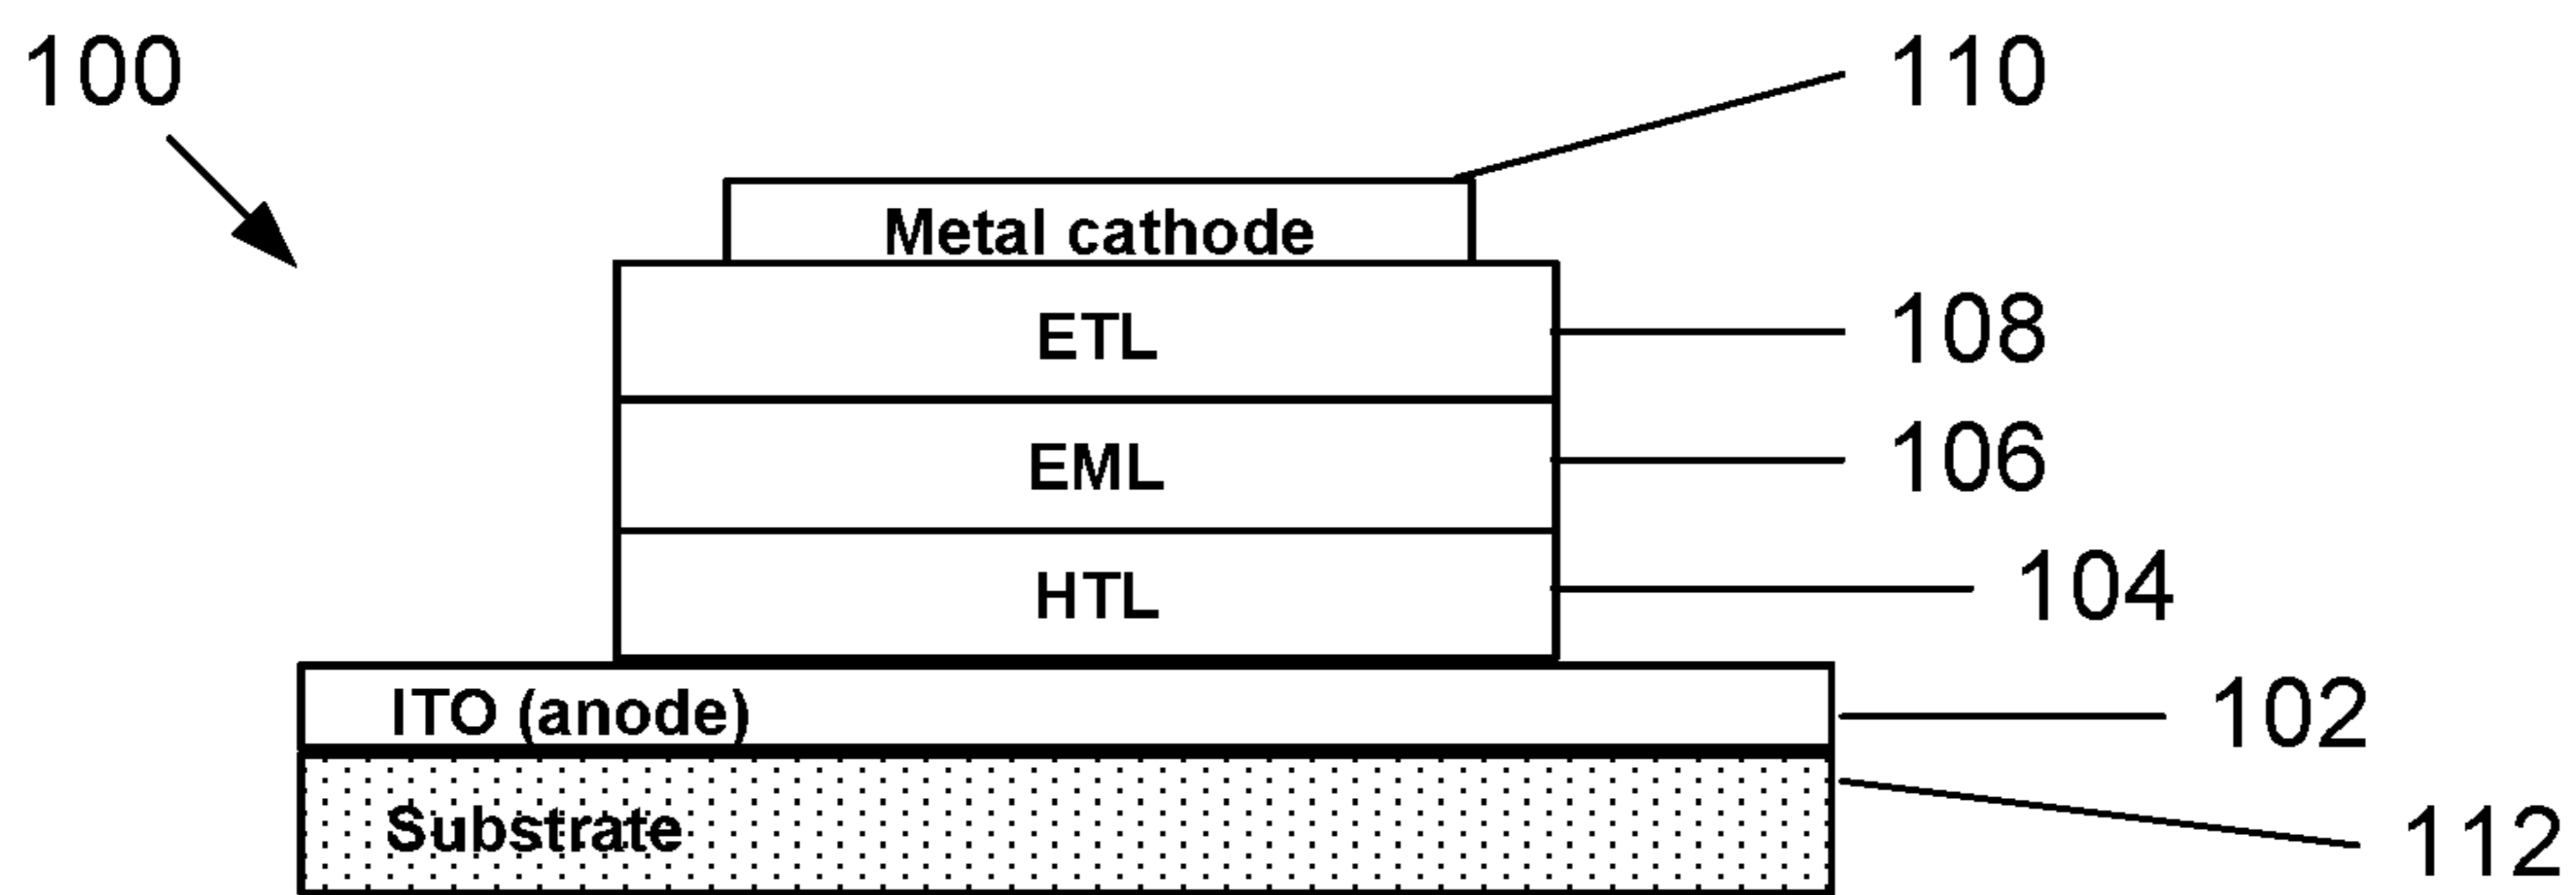 100
110
Metal cathode
ETL
108
EML
106
HTL
104
ITO (anode)
102
Substrate
112